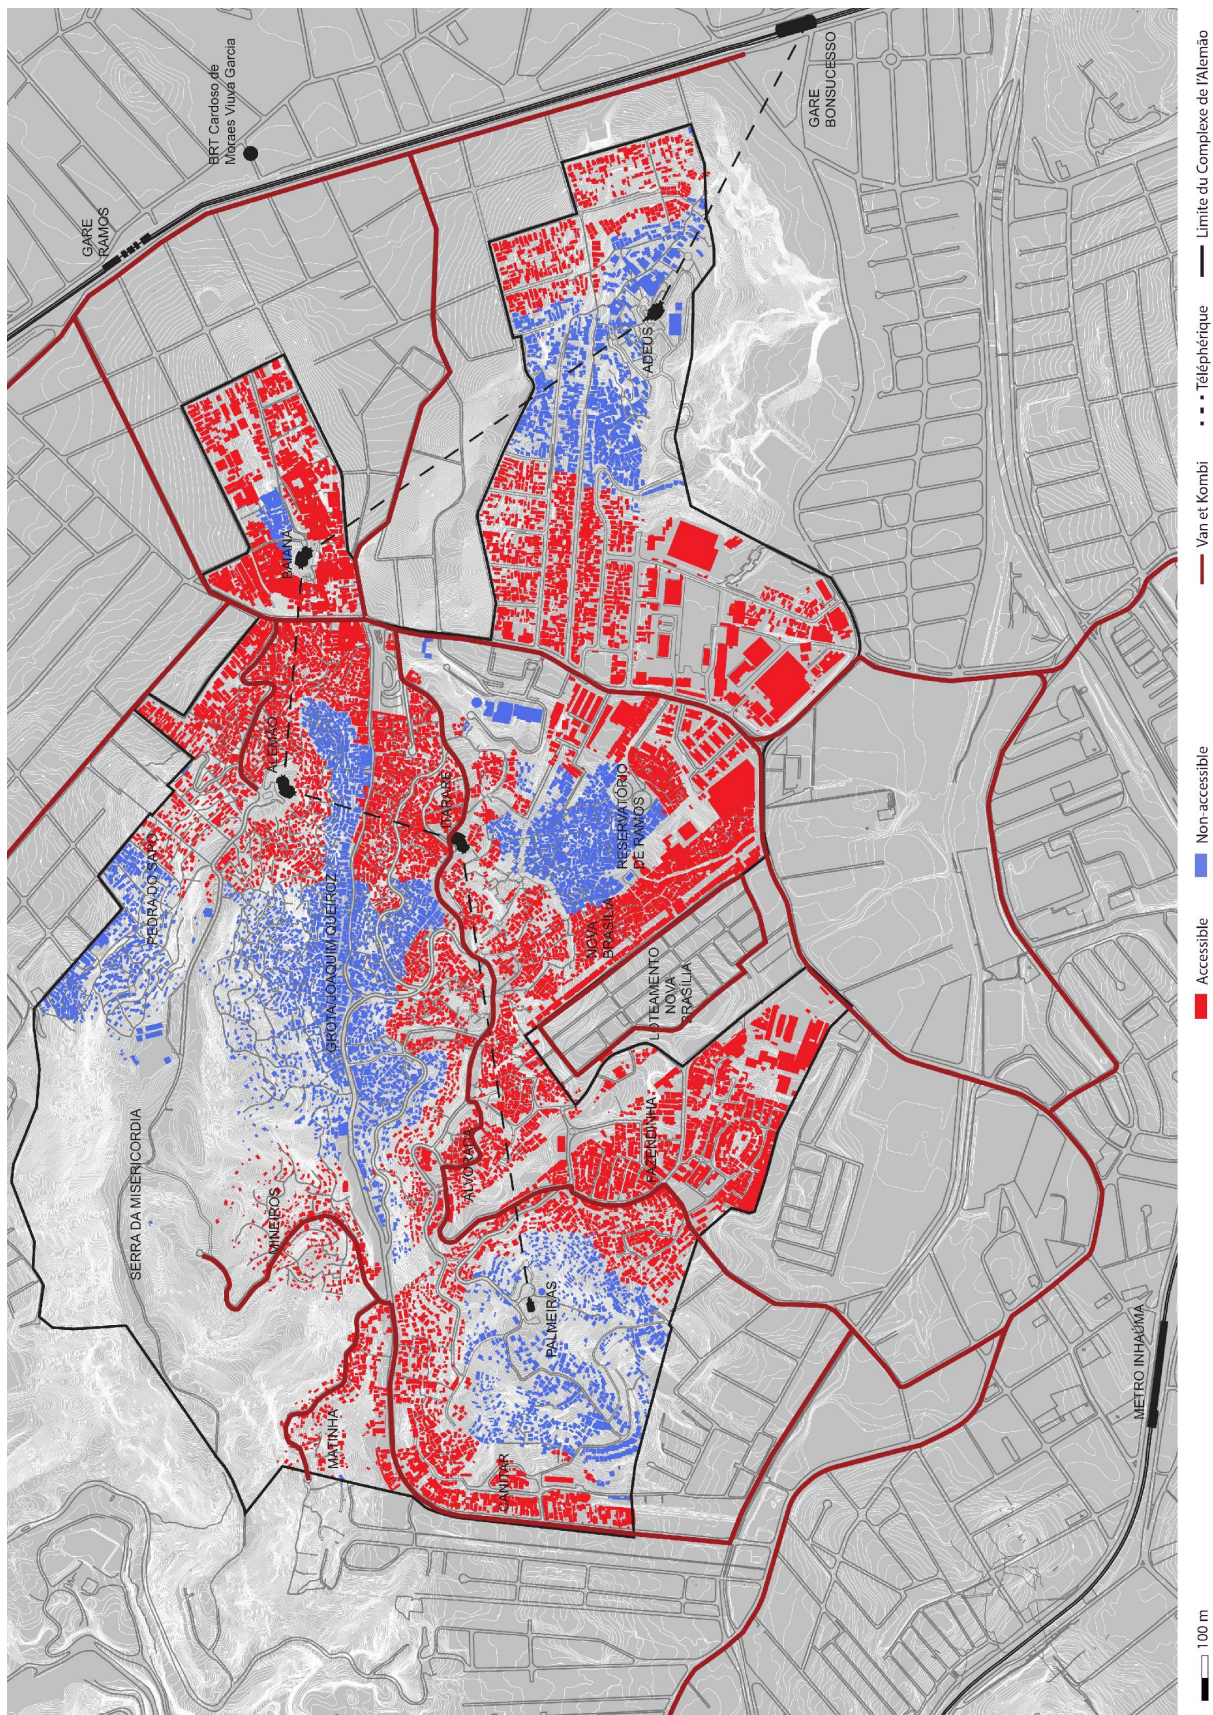 GARE
RAMOS
BRT Cardoso de
Moraes Viuva Garcia
GARE
BONSUCESSO
BAIANA
ADEUS
ALEMÃO
PEDRA DO SAPO
GROTA/JOAQUIM QUEIROZ
ITARARÉ
RESERVATÓRIO
DE RAMOS
NOVA
BRASÍLIA
LOTEAMENTO
NOVA
BRASÍLIA
SERRA DA MISERICORDIA
MINEIROS
ALVORADA
FAZENDINHA
MATINHA
PALMEIRAS
CANITAR
METRO INHAÚMA
100 m
Accessible
Non-accessible
Van et Kombi
Téléphérique
Limite du Complexe de l'Alemão